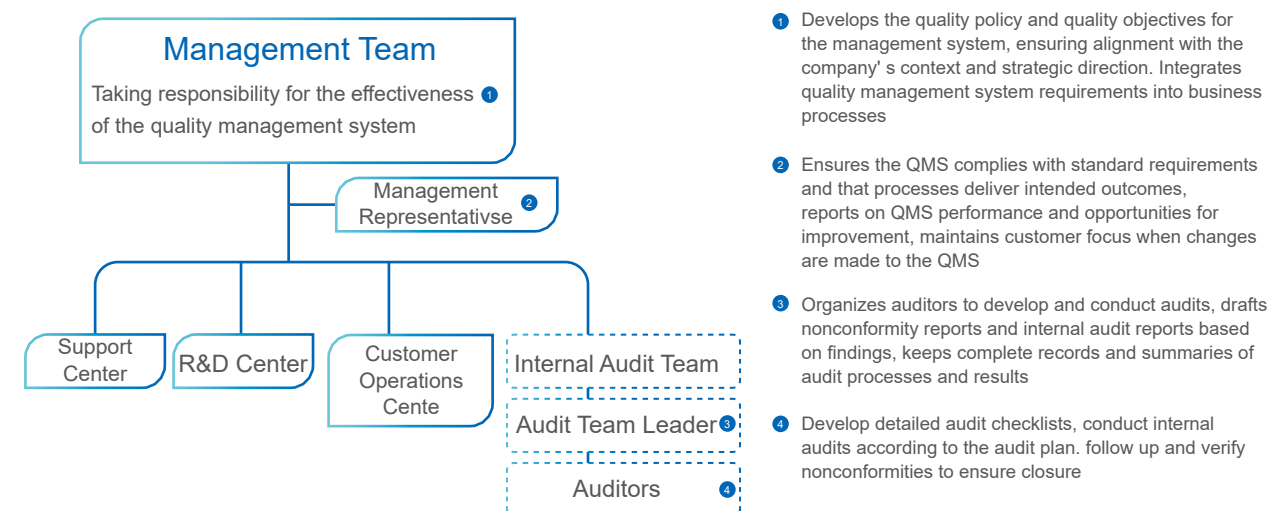 Management Team
Taking responsibility for the effectiveness 1
of the quality management system
Management
Representativse 2
Support
Center
R&D Center
Customer
Operations
Cente
Internal Audit Team
Audit Team Leader 3
Auditors 4
1 Develops the quality policy and quality objectives for
the management system, ensuring alignment with the
company' s context and strategic direction. Integrates
quality management system requirements into business
processes
2 Ensures the QMS complies with standard requirements
and that processes deliver intended outcomes,
reports on QMS performance and opportunities for
improvement, maintains customer focus when changes
are made to the QMS
3 Organizes auditors to develop and conduct audits, drafts
nonconformity reports and internal audit reports based
on findings, keeps complete records and summaries of
audit processes and results
4 Develop detailed audit checklists, conduct internal
audits according to the audit plan. follow up and verify
nonconformities to ensure closure